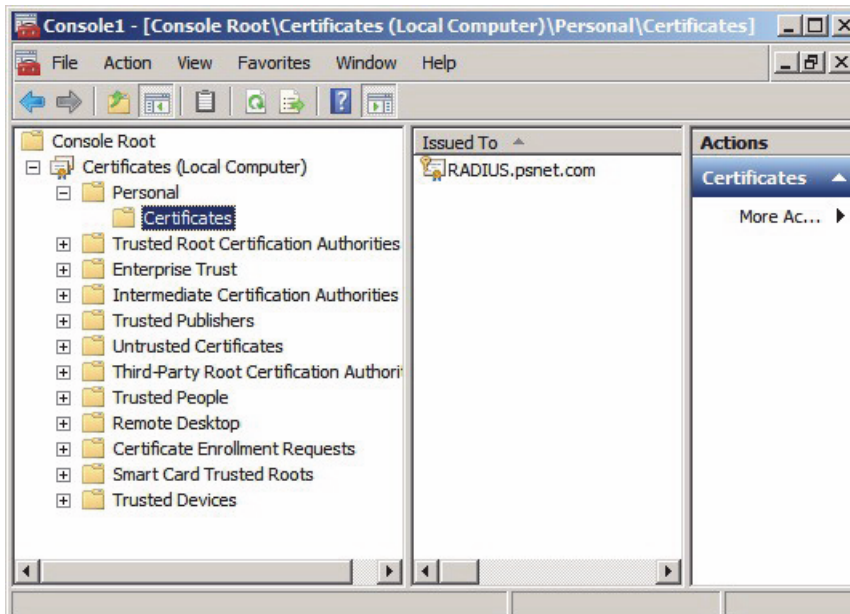 Console1 - [Console Root\Certificates (Local Computer)\Personal\Certificates]
File Action View Favorites Window Help
Console Root
Certificates (Local Computer)
Personal
Certificates
Trusted Root Certification Authorities
Enterprise Trust
Intermediate Certification Authorities
Trusted Publishers
Untrusted Certificates
Third-Party Root Certification Authori
Trusted People
Remote Desktop
Certificate Enrollment Requests
Smart Card Trusted Roots
Trusted Devices
Issued To
RADIUS.psnet.com
Actions
Certificates
More Ac...